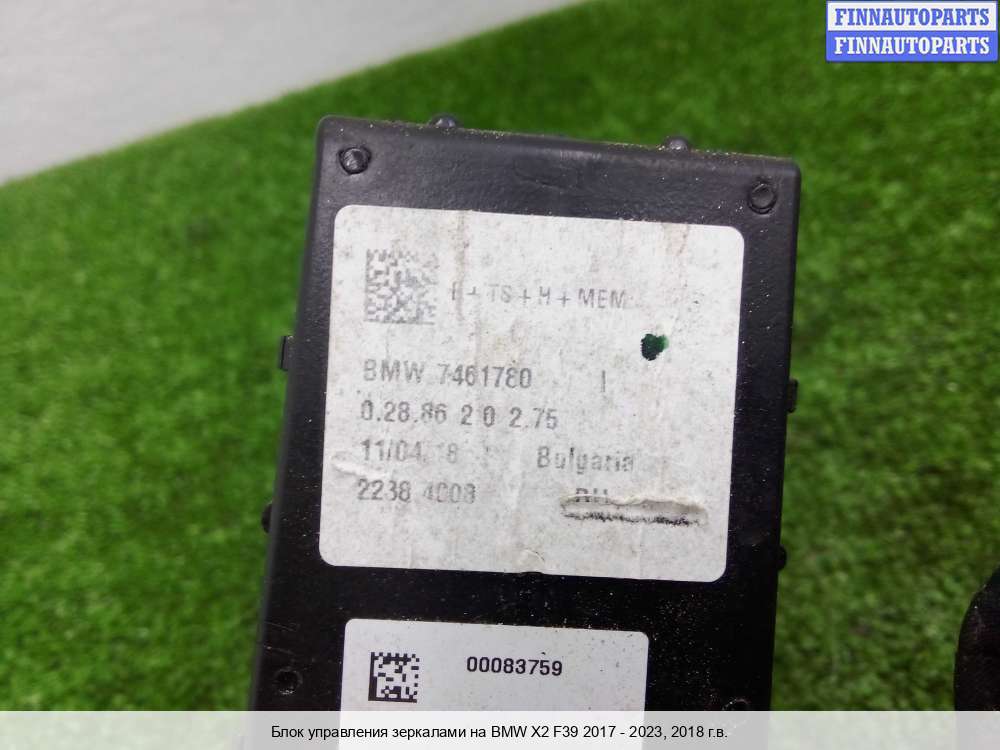 FINNAUTOPARTS
FINNAUTOPARTS
+ TS + H + MEM
BMW 7461780
0.28.86 2 0 2.75
11/04/18 Bulgaria
2238 4008
00083759
Блок управления зеркалами на BMW X2 F39 2017 - 2023, 2018 г.в.